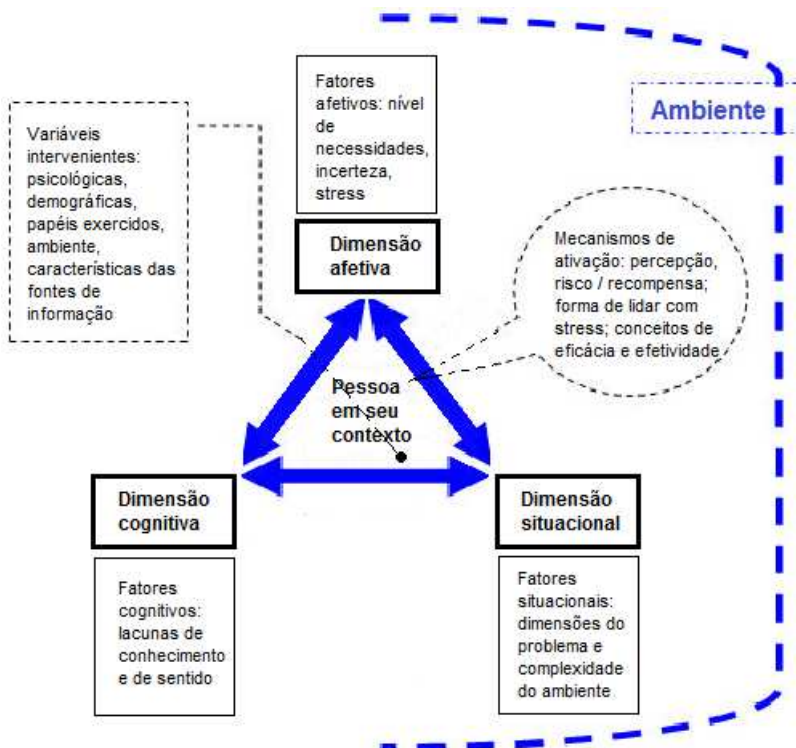 Fatores
afetivos: nível
de
necessidades,
incerteza,
stress
Ambiente
Variáveis
intervenientes:
psicológicas,
demográficas,
papéis exercidos,
ambiente,
características das
fontes de
informação
Dimensão
afetiva
Mecanismos de
ativação: percepção,
risco / recompensa;
forma de lidar com
stress; conceitos de
eficácia e efetividade
Pessoa
em seu
contexto
Dimensão
cognitiva
Dimensão
situacional
Fatores
cognitivos:
lacunas de
conhecimento
e de sentido
Fatores
situacionais:
dimensões do
problema e
complexidade
do ambiente